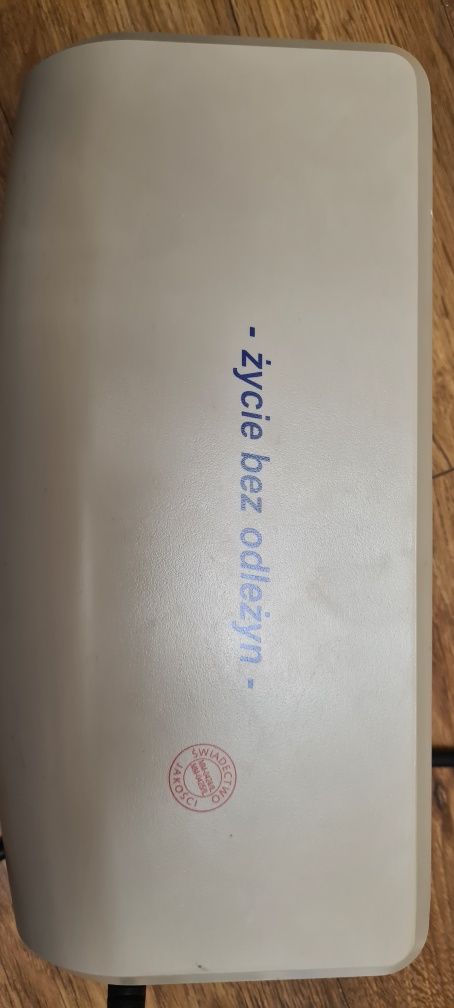 - życie bez odleżyn -
ŚWIADECTWO
JAKOŚCI